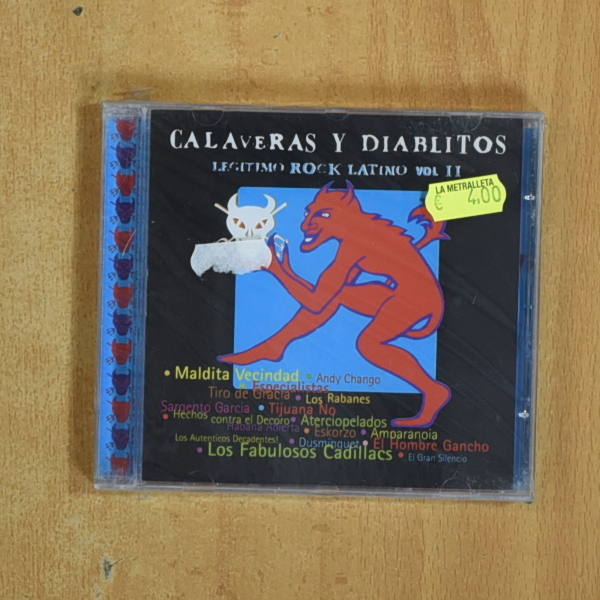 CALAVERAS Y DIABLITOS
LEGITIMO ROCK LATINO VOL II
LA METRALLETA
€ 4,00
• Maldita Vecindad • Andy Chango
• Especialistas
Tiro de Gracia • Los Rabanes
Sargento Garcia • Tijuana No
• Hechos contra el Decoro • Aterciopelados
Habana Abierta • Eskorzo • Amparanoia
Los Autenticos Decadentes! • Dusminguet • El Hombre Gancho
• Los Fabulosos Cadillacs • El Gran Silencio